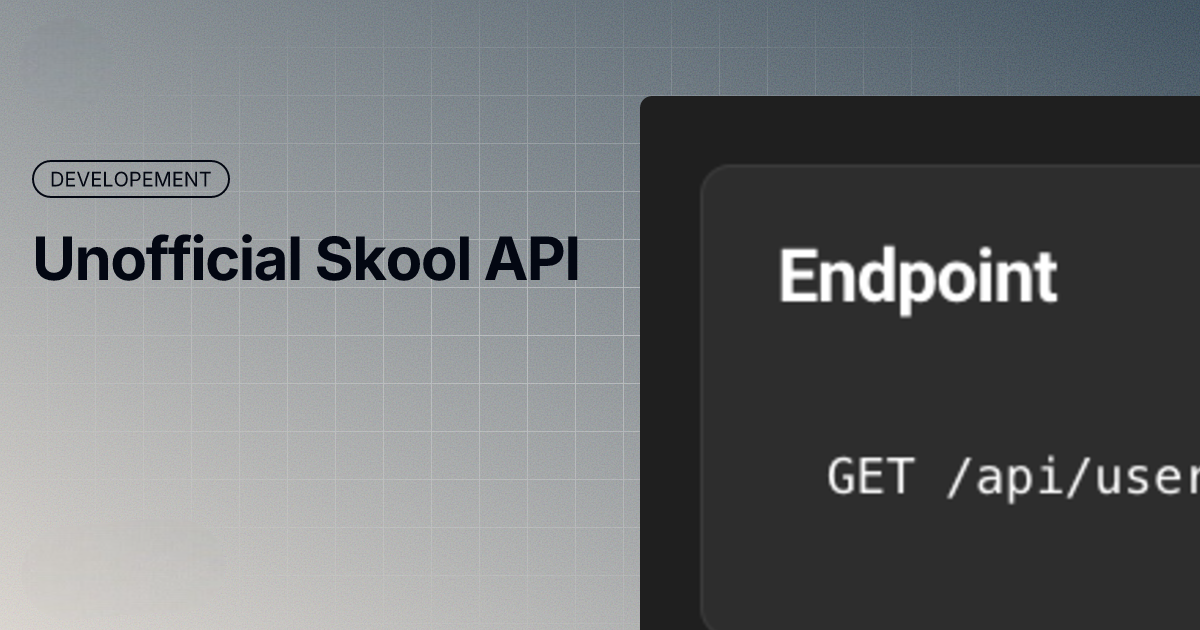 DEVELOPEMENT
Unofficial Skool API
Endpoint
GET /api/user